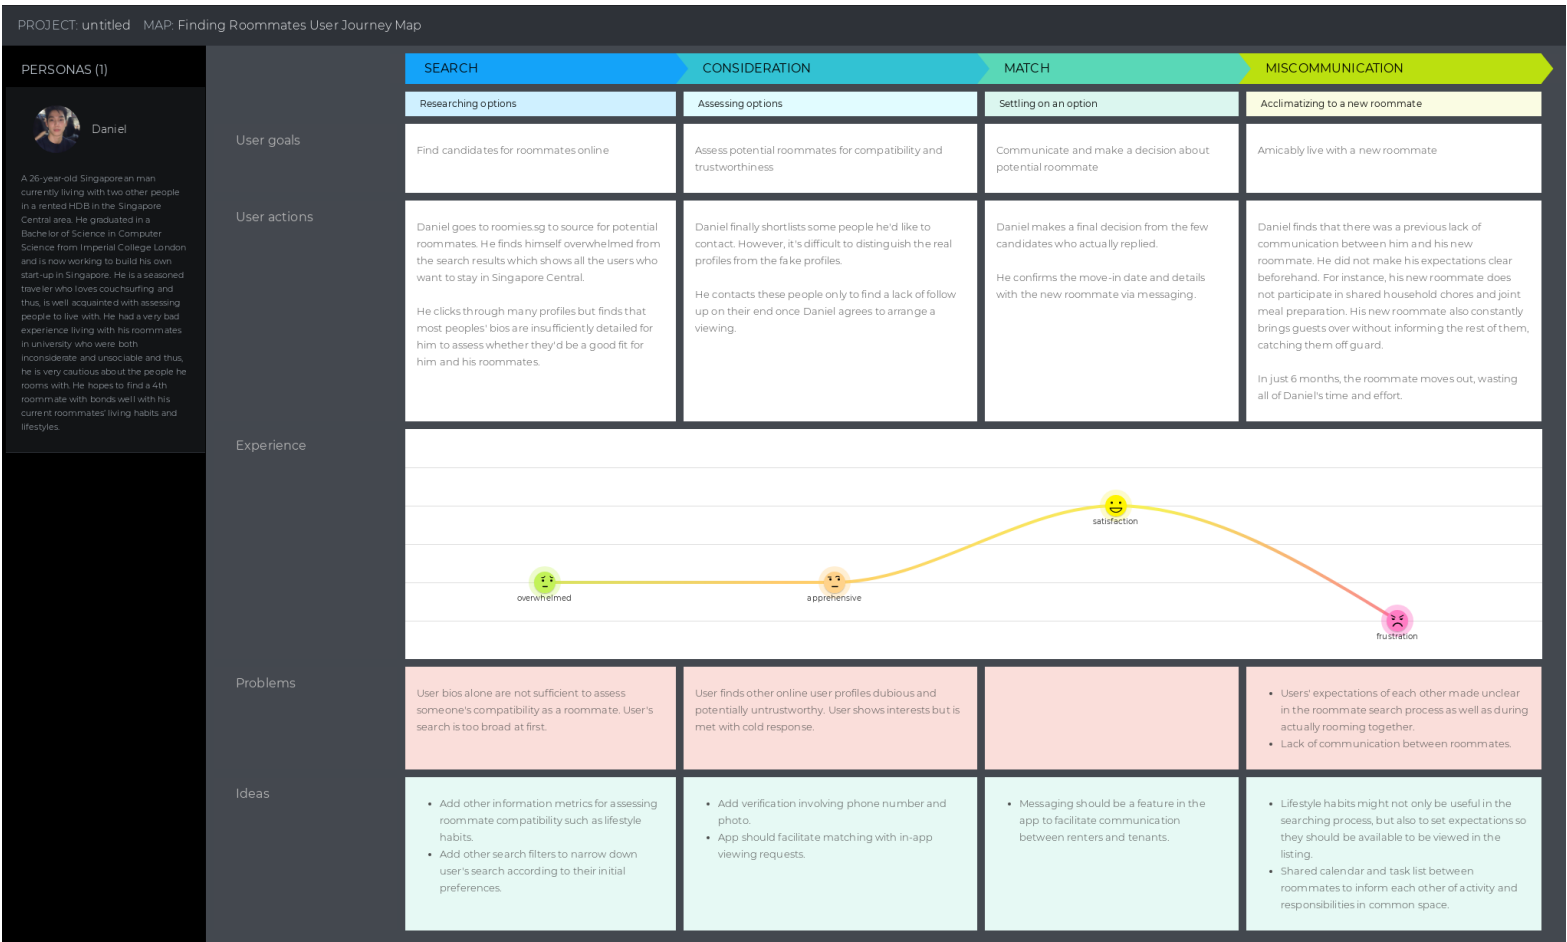 PROJECT: untitled MAP: Finding Roommates User Journey Map
PERSONAS (1)
Daniel
A 26-year-old Singaporean man
currently living with two other people
in a rented HDB in the Singapore
Central area. He graduated in a
Bachelor of Science in Computer
Science from Imperial College London
and is now working to build his own
start-up in Singapore. He is a seasoned
traveler who loves couchsurfing and
thus, is well acquainted with assessing
people to live with. He had a very bad
experience living with his roommates
in university who were both
inconsiderate and unsociable and thus,
he is very cautious about the people he
rooms with. He hopes to find a 4th
roommate with bonds well with his
current roommates' living habits and
lifestyles.
SEARCH
CONSIDERATION
MATCH
MISCOMMUNICATION
Researching options
Assessing options
Settling on an option
Acclimatizing to a new roommate
User goals
Find candidates for roommates online
Assess potential roommates for compatibility and
trustworthiness
Communicate and make a decision about
potential roommate
Amicably live with a new roommate
User actions
Daniel goes to roomies.sg to source for potential
roommates. He finds himself overwhelmed from
the search results which shows all the users who
want to stay in Singapore Central.
He clicks through many profiles but finds that
most peoples' bios are insufficiently detailed for
him to assess whether they'd be a good fit for
him and his roommates.
Daniel finally shortlists some people he'd like to
contact. However, it's difficult to distinguish the real
profiles from the fake profiles.
He contacts these people only to find a lack of follow
up on their end once Daniel agrees to arrange a
viewing.
Daniel makes a final decision from the few
candidates who actually replied.
He confirms the move-in date and details
with the new roommate via messaging.
Daniel finds that there was a previous lack of
communication between him and his new
roommate. He did not make his expectations clear
beforehand. For instance, his new roommate does
not participate in shared household chores and joint
meal preparation. His new roommate also constantly
brings guests over without informing the rest of them,
catching them off guard.
In just 6 months, the roommate moves out, wasting
all of Daniel's time and effort.
Experience
overwhelmed
apprehensive
satisfaction
frustration
Problems
User bios alone are not sufficient to assess
someone's compatibility as a roommate. User's
search is too broad at first.
User finds other online user profiles dubious and
potentially untrustworthy. User shows interests but is
met with cold response.
• Users' expectations of each other made unclear
in the roommate search process as well as during
actually rooming together.
• Lack of communication between roommates.
Ideas
• Add other information metrics for assessing
roommate compatibility such as lifestyle
habits.
• Add other search filters to narrow down
user's search according to their initial
preferences.
• Add verification involving phone number and
photo.
• App should facilitate matching with in-app
viewing requests.
• Messaging should be a feature in the
app to facilitate communication
between renters and tenants.
• Lifestyle habits might not only be useful in the
searching process, but also to set expectations so
they should be available to be viewed in the
listing.
• Shared calendar and task list between
roommates to inform each other of activity and
responsibilities in common space.